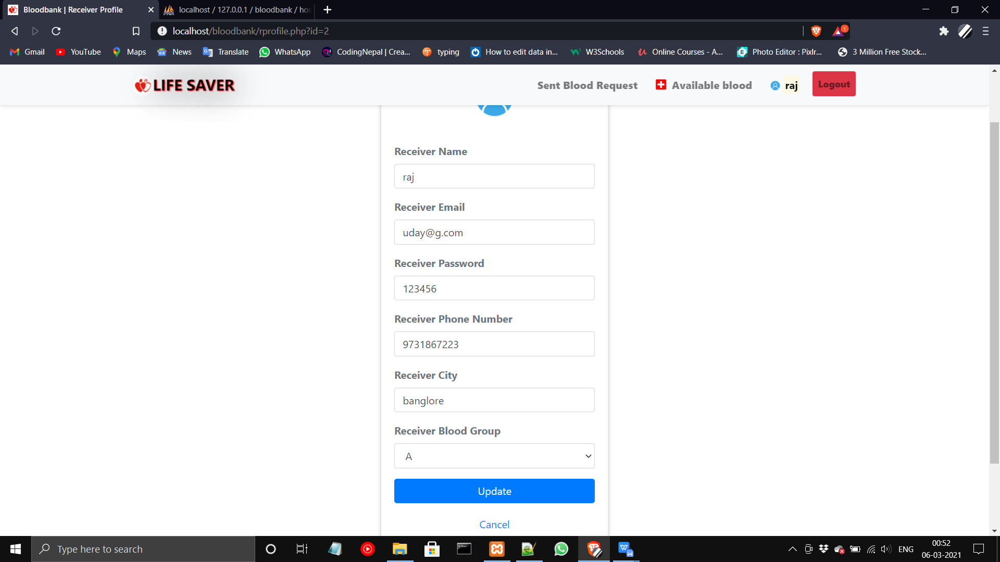 Bloodbank | Receiver Profile
localhost / 127.0.0.1 / bloodbank / hos
localhost/bloodbank/rprofile.php?id=2
1
Gmail YouTube Maps News Translate WhatsApp CodingNepal | Crea... typing How to edit data in... W3Schools Online Courses - A... Photo Editor : Pixlr... 3 Million Free Stock...
LIFE SAVER
Sent Blood Request Available blood raj Logout
Receiver Name
raj
Receiver Email
uday@g.com
Receiver Password
123456
Receiver Phone Number
9731867223
Receiver City
banglore
Receiver Blood Group
A
Update
Cancel
Type here to search
ENG
00:52
06-03-2021